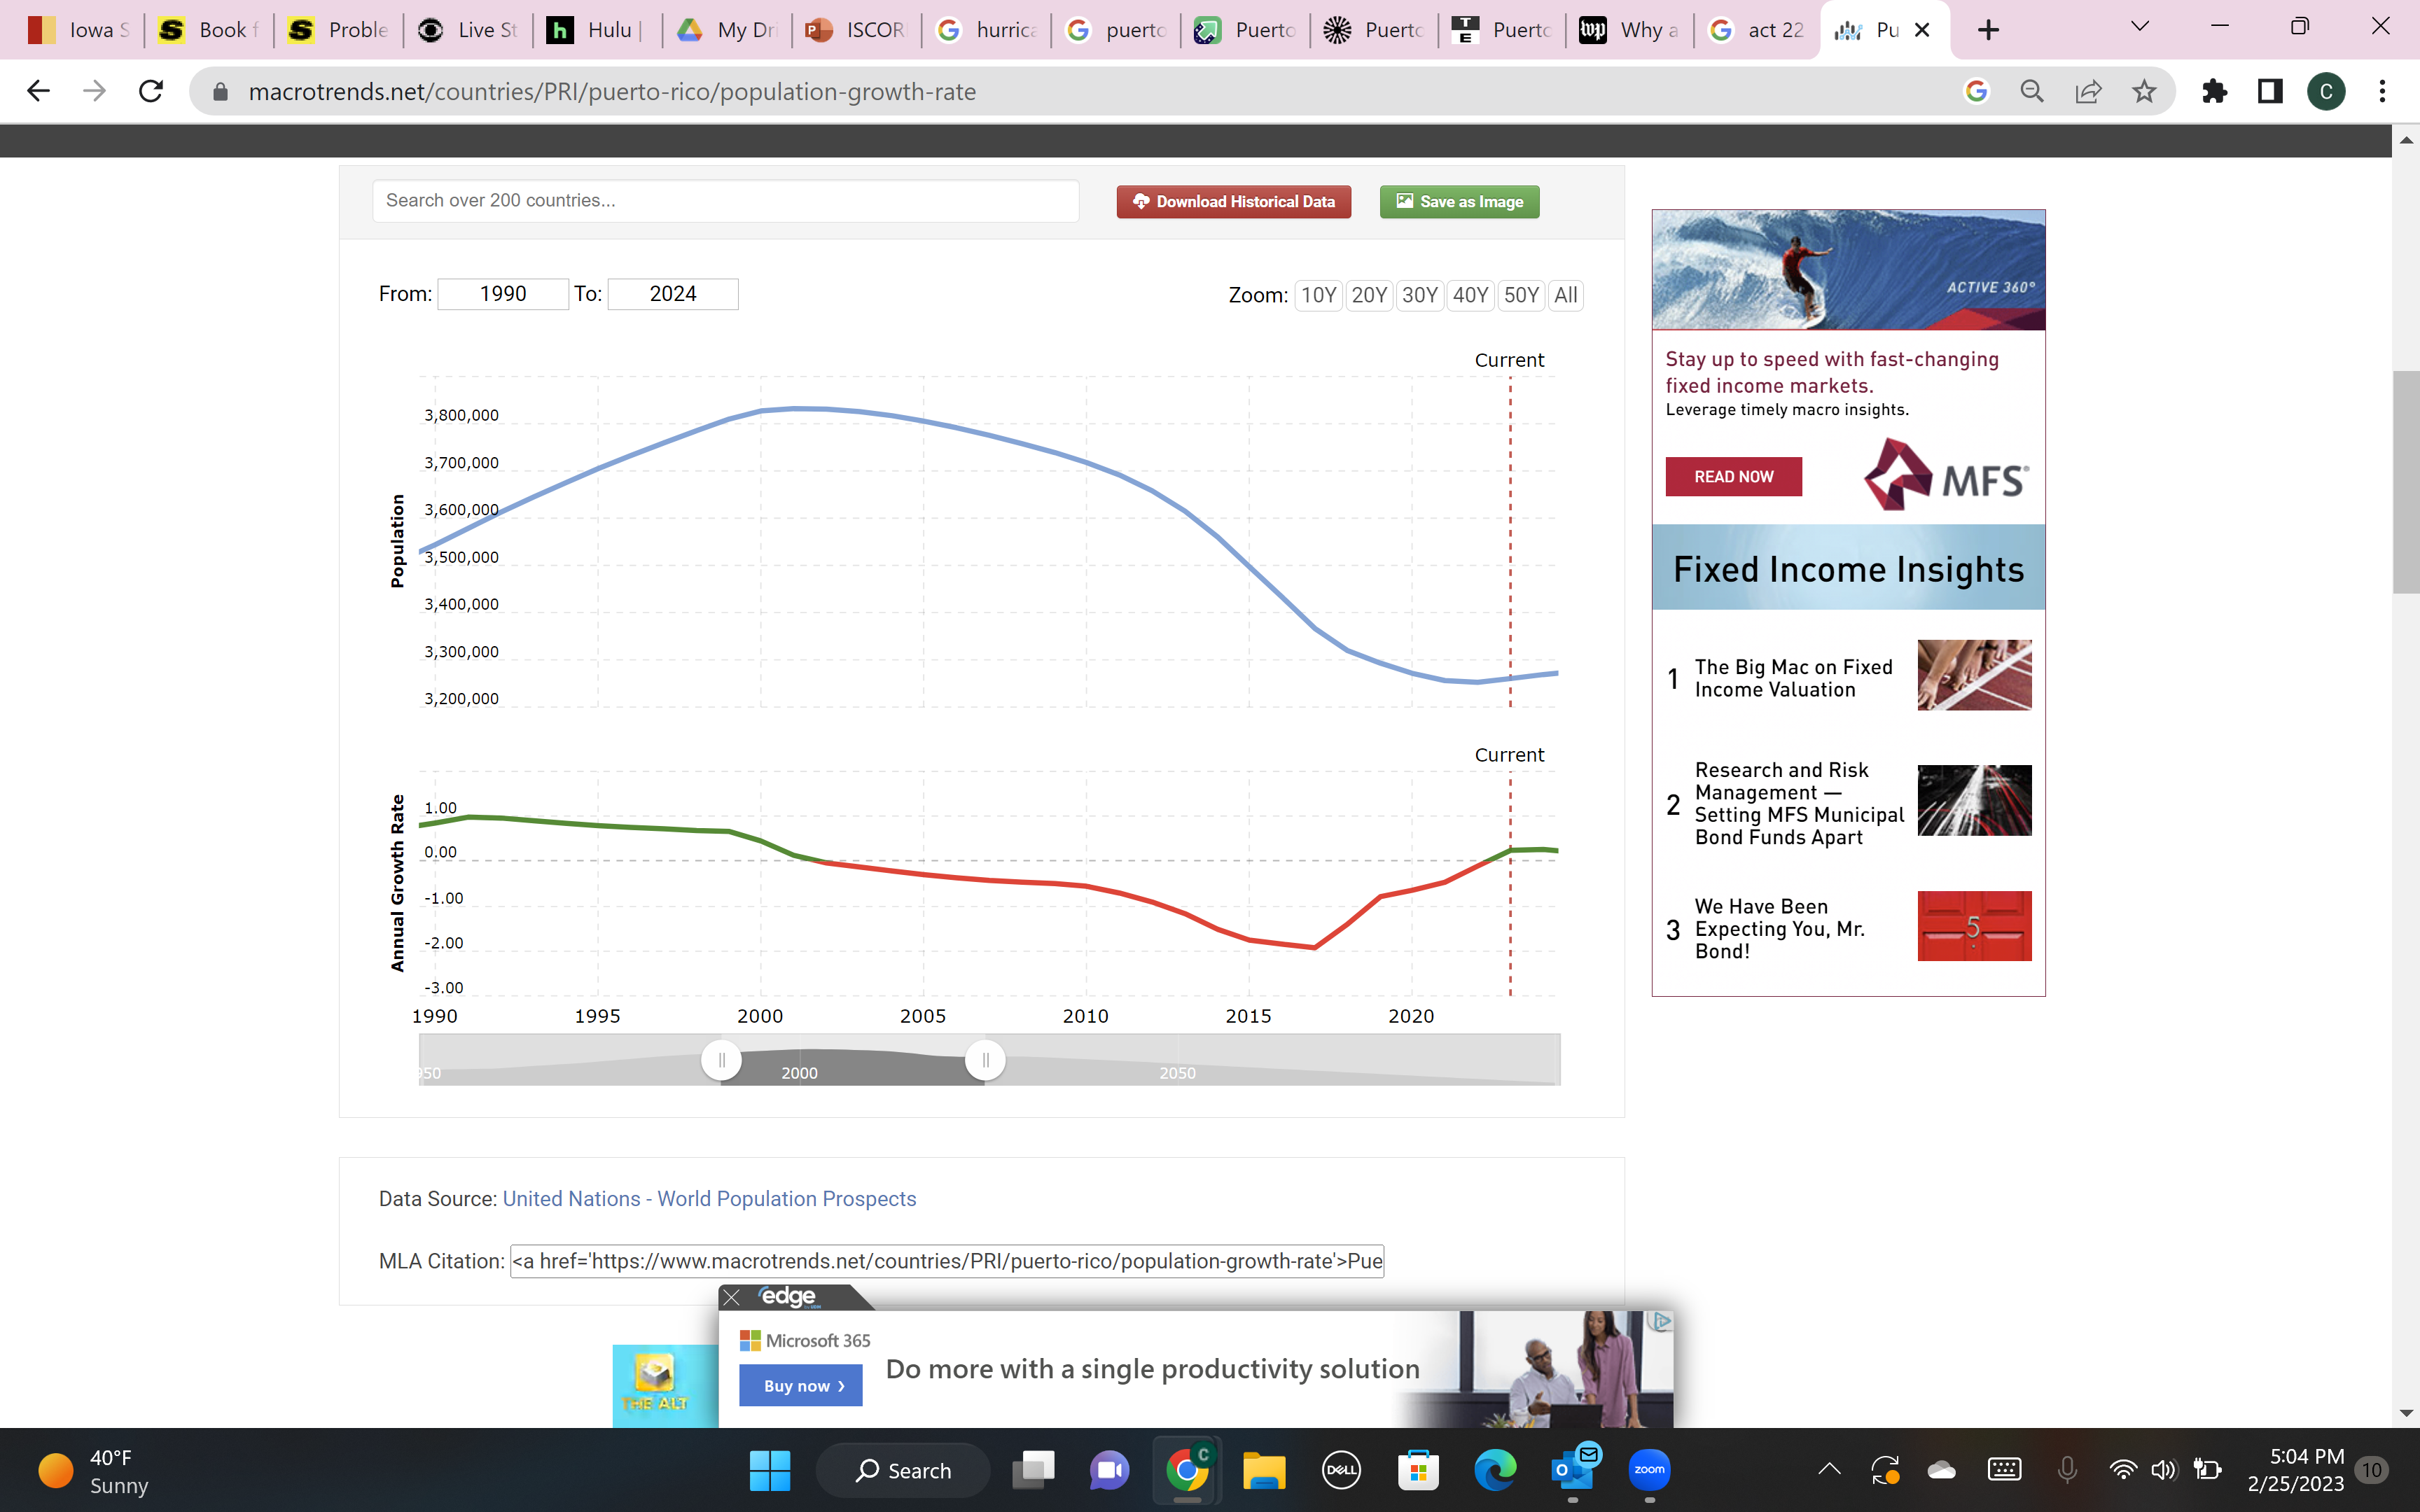 Iowa S
Book f
Proble
Live St
Hulu |
My Dri
ISCOR
hurrica
puerto
Puerto
Puerto
Puerto
Why a
act 22
Pu
macrotrends.net/countries/PRI/puerto-rico/population-growth-rate
C
Search over 200 countries...
Download Historical Data
Save as Image
From: 1990 To: 2024
Zoom: 10Y 20Y 30Y 40Y 50Y All
Current
Population
3,800,000
3,700,000
3,600,000
3,500,000
3,400,000
3,300,000
3,200,000
Current
Annual Growth Rate
1.00
0.00
-1.00
-2.00
-3.00
1990 1995 2000 2005 2010 2015 2020
950 2000 2050
Data Source: United Nations - World Population Prospects
MLA Citation: <a href='https://www.macrotrends.net/countries/PRI/puerto-rico/population-growth-rate'>Pue
ACTIVE 360°
Stay up to speed with fast-changing
fixed income markets.
Leverage timely macro insights.
READ NOW
MFS®
Fixed Income Insights
1 The Big Mac on Fixed
Income Valuation
2 Research and Risk
Management —
Setting MFS Municipal
Bond Funds Apart
3 We Have Been
Expecting You, Mr.
Bond!
5
edge
Microsoft 365
Buy now ›
Do more with a single productivity solution
THE ALT
40°F
Sunny
Search
C
DELL
zoom
5:04 PM
2/25/2023
10